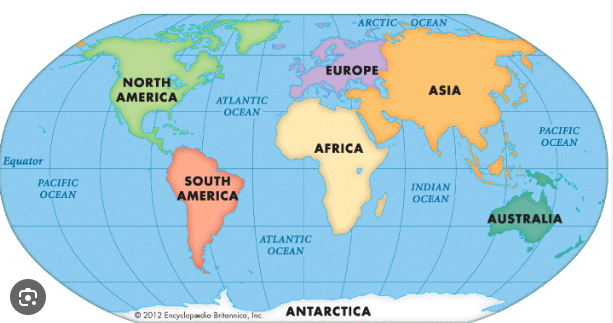 ARCTIC OCEAN
NORTH
AMERICA
EUROPE
ASIA
ATLANTIC
OCEAN
PACIFIC
OCEAN
AFRICA
Equator
PACIFIC
OCEAN
SOUTH
AMERICA
INDIAN
OCEAN
AUSTRALIA
ATLANTIC
OCEAN
ANTARCTICA
© 2012 Encyclopædia Britannica, Inc.